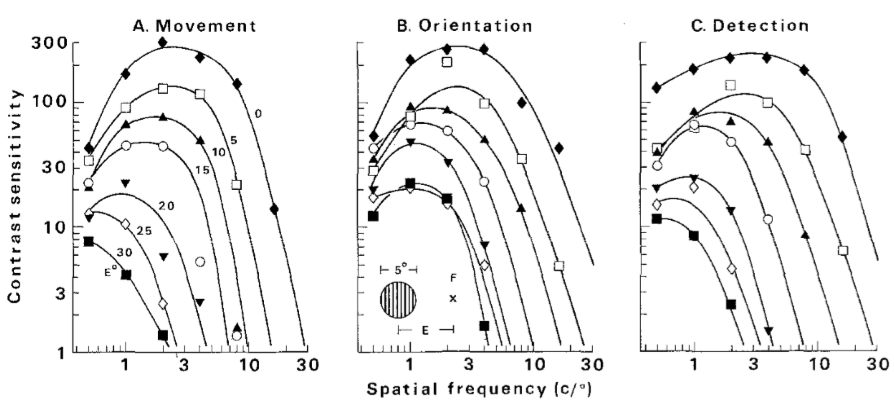 A. Movement
B. Orientation
C. Detection
Contrast sensitivity
300
100
30
10
3
1
0
5
10
15
20
25
30
E°
1
3
10
30
5°
F
x
E
1
3
10
30
1
10
30
Spatial frequency (c/°)